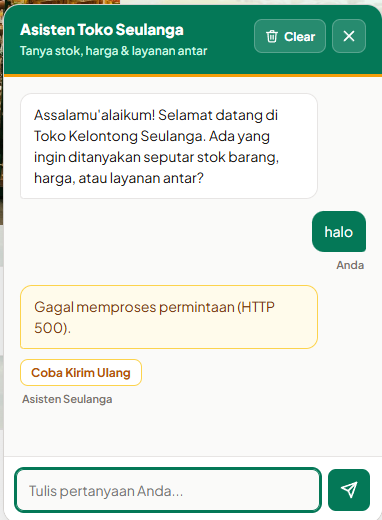 Asisten Toko Seulanga
Tanya stok, harga & layanan antar
Clear
Assalamu'alaikum! Selamat datang di
Toko Kelontong Seulanga. Ada yang
ingin ditanyakan seputar stok barang,
harga, atau layanan antar?
halo
Anda
Gagal memproses permintaan (HTTP
500).
Coba Kirim Ulang
Asisten Seulanga
Tulis pertanyaan Anda...